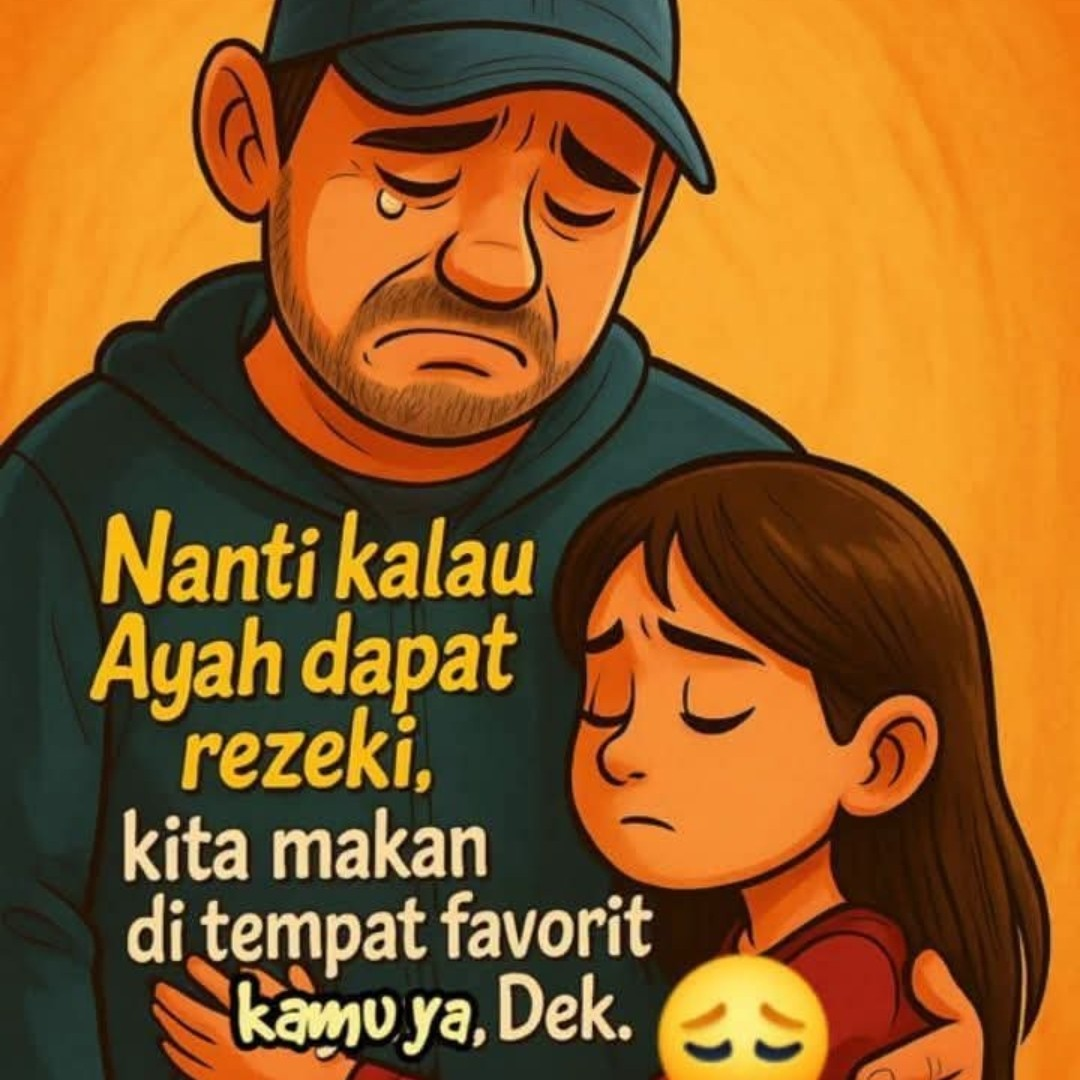 Nanti kalau
Ayah dapat
rezeki,
kita makan
di tempat favorit
kamu ya, Dek.